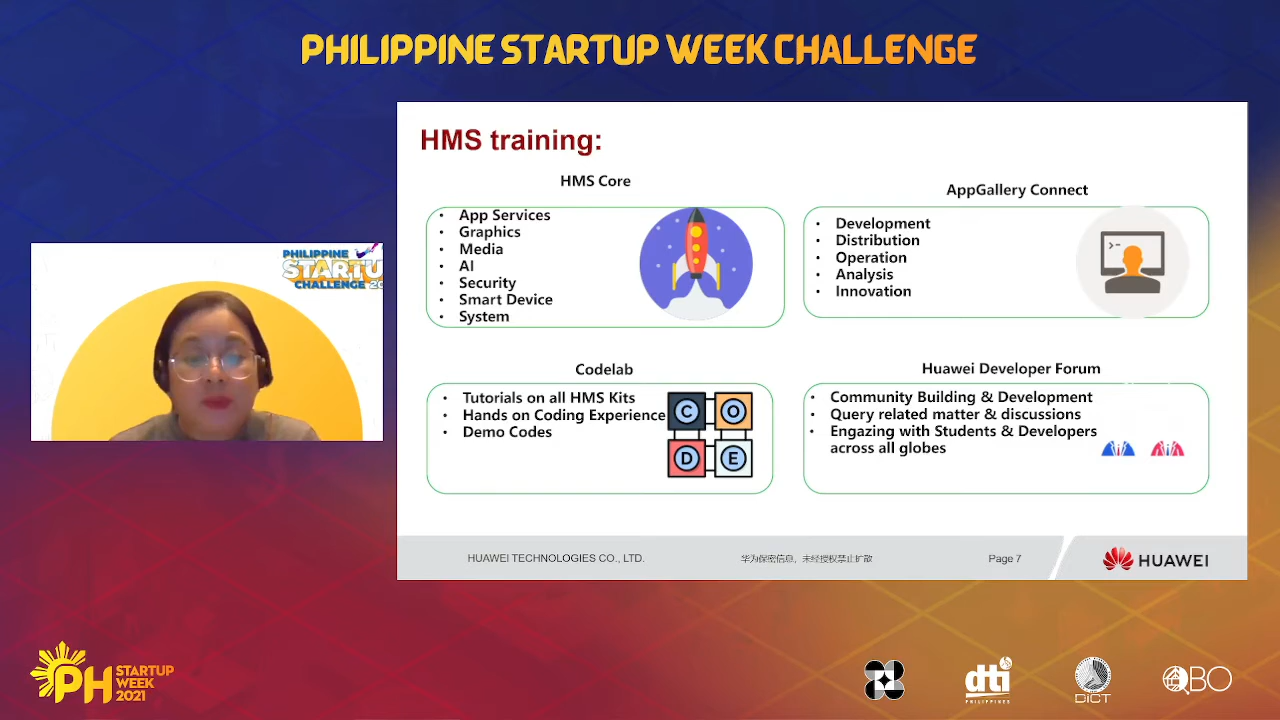 PHILIPPINE STARTUP WEEK CHALLENGE
HMS training:
HMS Core
• App Services
• Graphics
• Media
• AI
• Security
• Smart Device
• System
AppGallery Connect
• Development
• Distribution
• Operation
• Analysis
• Innovation
Codelab
• Tutorials on all HMS Kits
• Hands on Coding Experience
• Demo Codes
C O
D E
Huawei Developer Forum
• Community Building & Development
• Query related matter & discussions
• Engazing with Students & Developers
across all globes
HUAWEI TECHNOLOGIES CO., LTD.
华为保密信息，未经授权禁止扩散
Page 7
HUAWEI
PHILIPPINE
STARTU
CHALLENGE 20
PH STARTUP
WEEK
2021
dti
PHILIPPINES
DICT
QBO